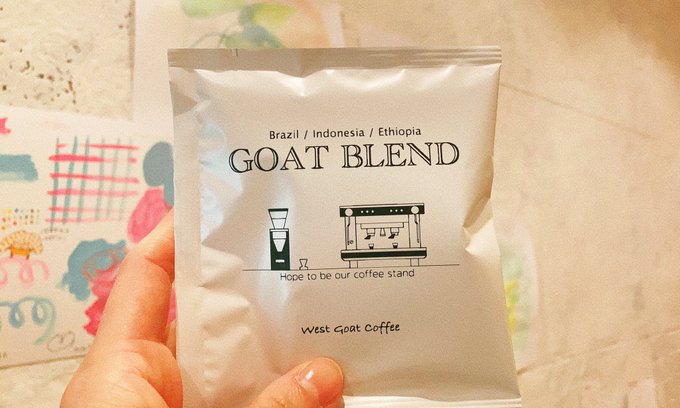 Brazil / Indonesia / Ethiopia
GOAT BLEND
Hope to be our coffee stand
West Goat Coffee